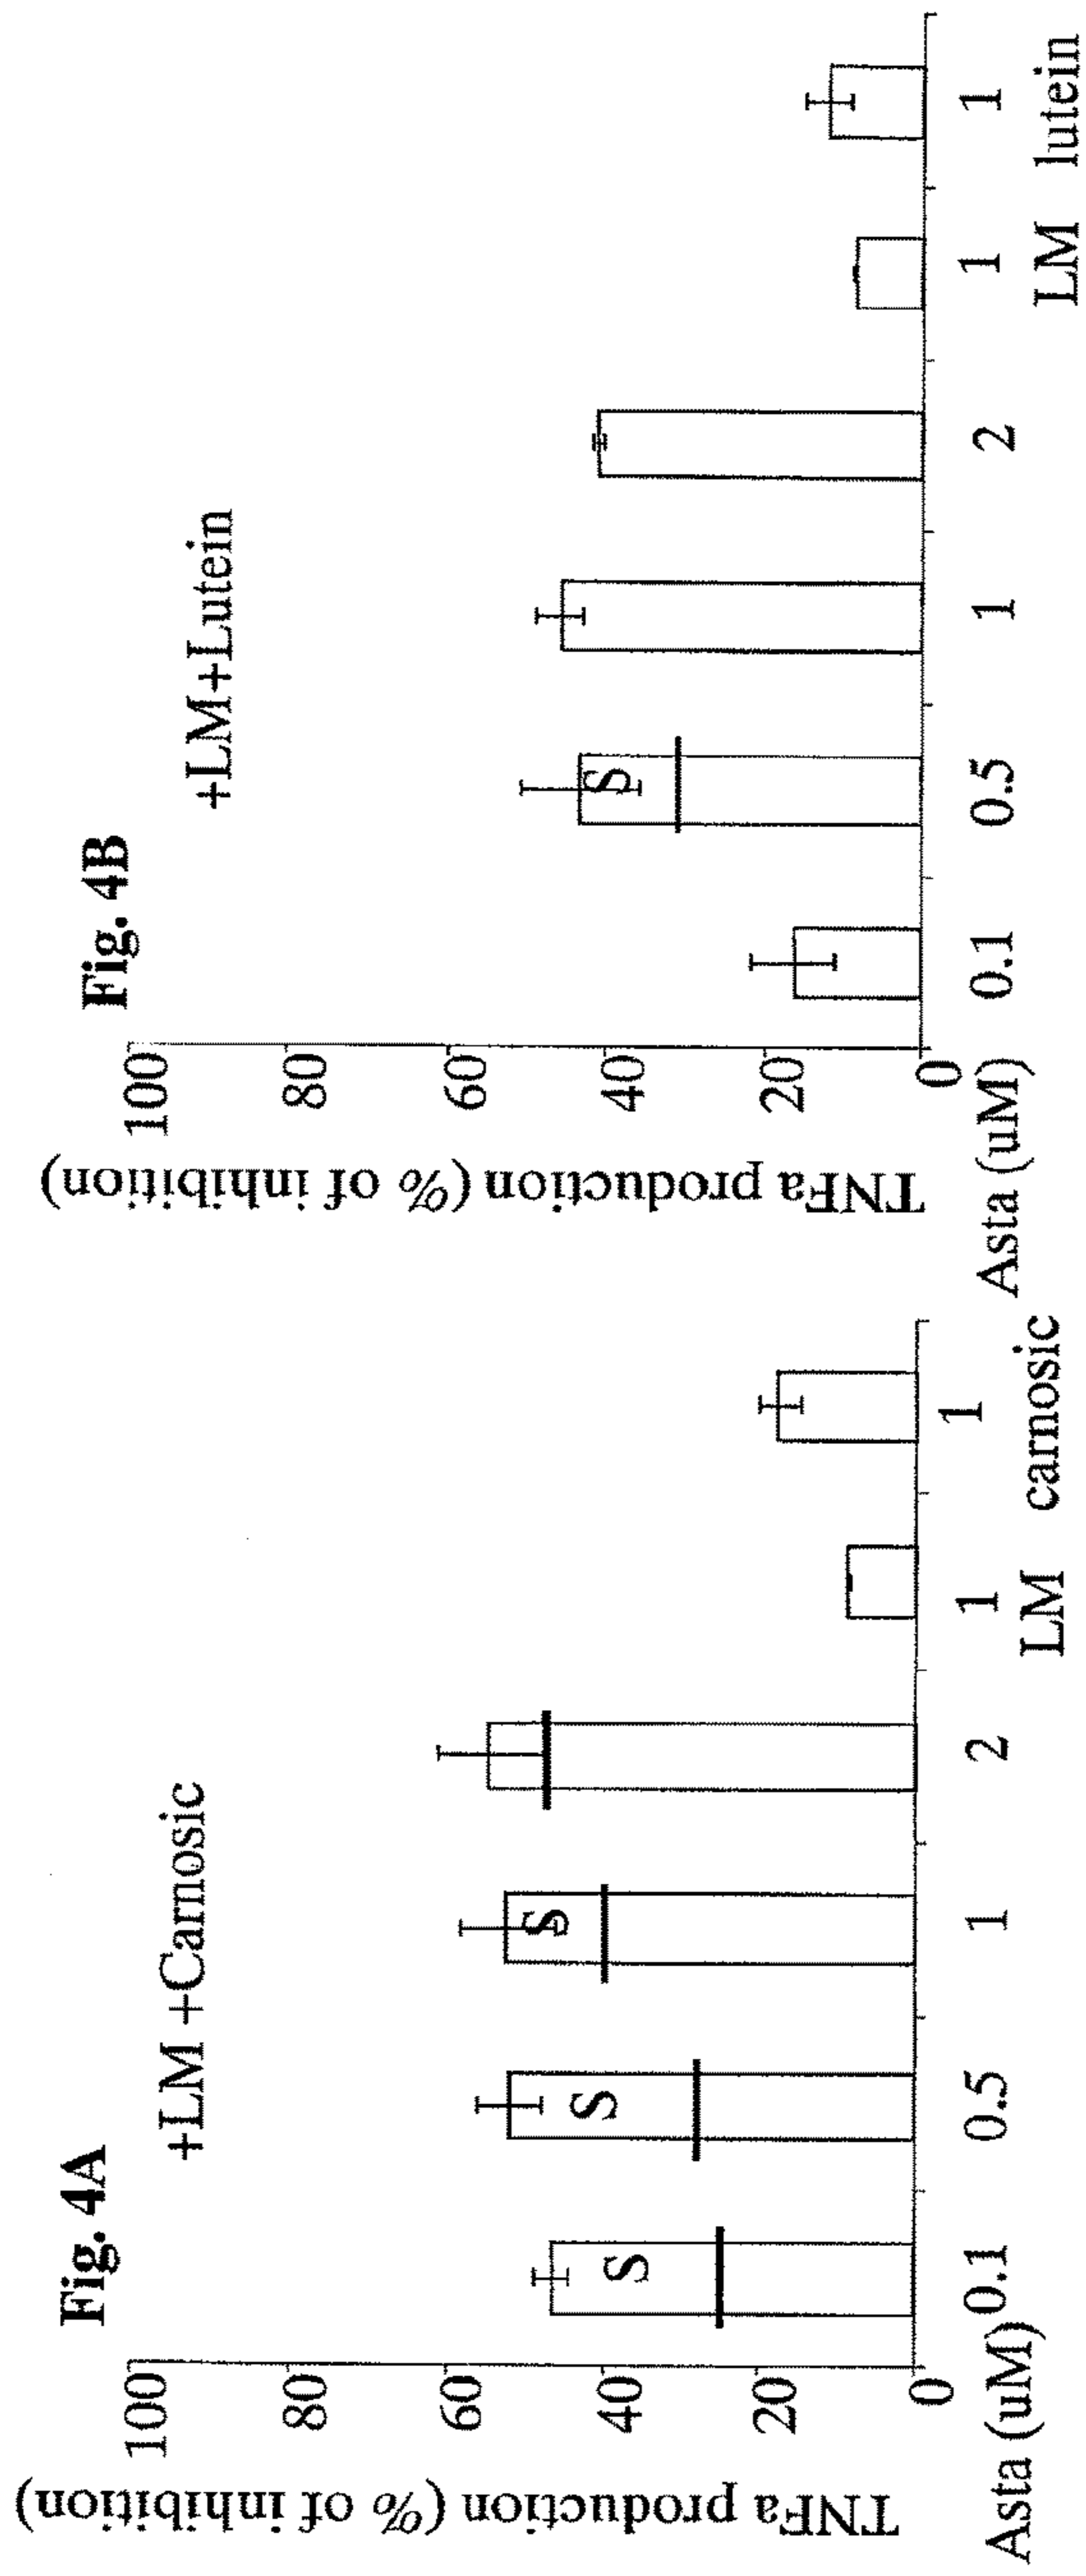 Fig. 4A
+LM +Carnosic
TNFa production (% of inhibition)
100
80
60
40
20
0
S
S
S
Asta (uM)
0.1 0.5 1 2 1 1
LM carnosic
Fig. 4B
+LM+Lutein
TNFa production (% of inhibition)
100
80
60
40
20
0
S
Asta (uM)
0.1 0.5 1 2 1 1
LM lutein